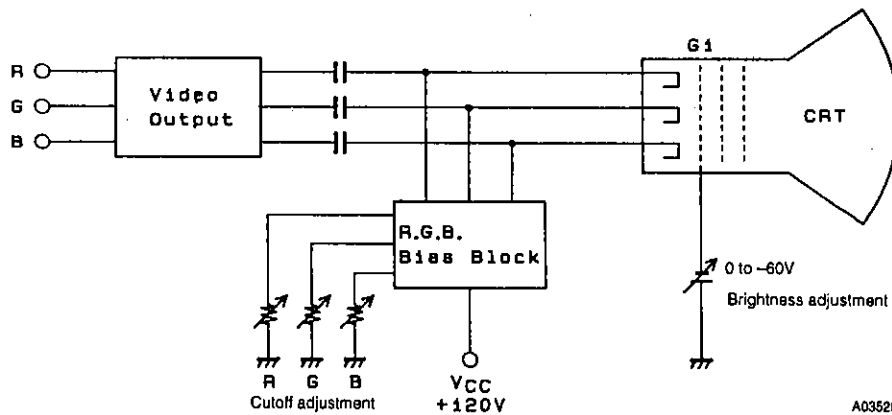 G1
R
G
B
Video
Output
CRT
R.G.B.
Bias Block
0 to –60V
Brightness adjustment
R G B
Cutoff adjustment
VCC
+120V